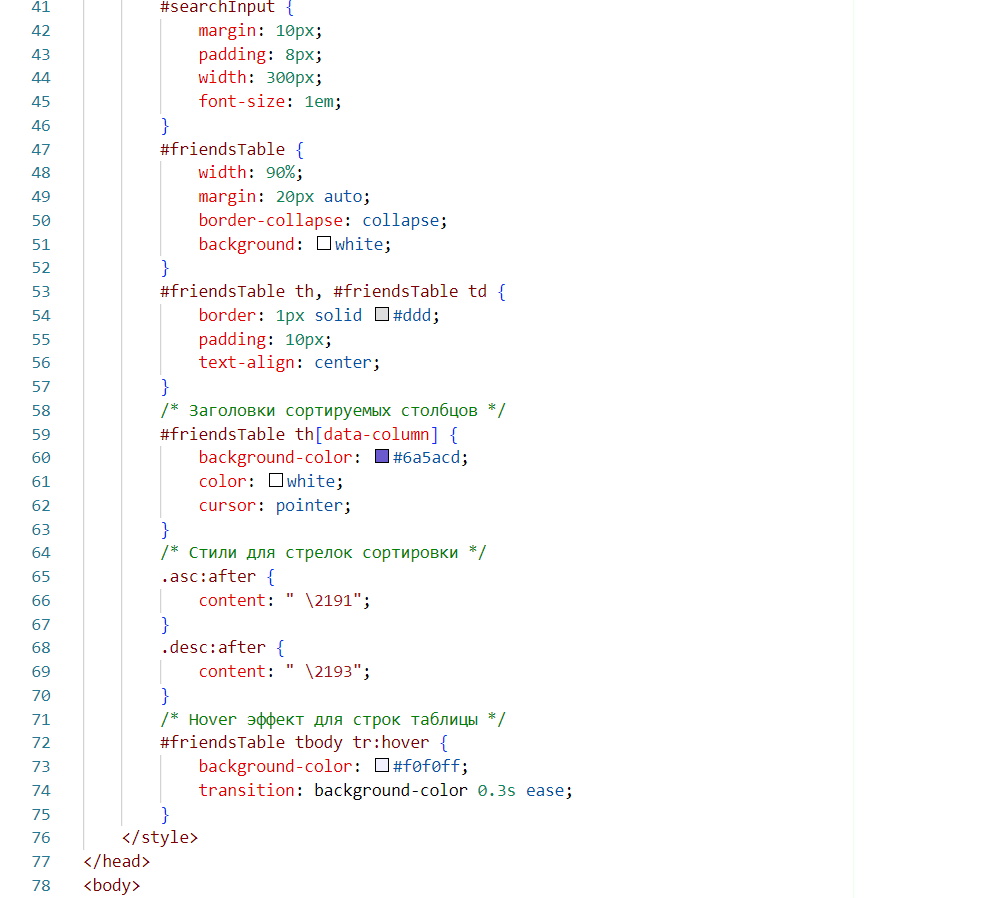 41 #searchInput {
42 margin: 10px;
43 padding: 8px;
44 width: 300px;
45 font-size: 1em;
46 }
47 #friendsTable {
48 width: 90%;
49 margin: 20px auto;
50 border-collapse: collapse;
51 background: white;
52 }
53 #friendsTable th, #friendsTable td {
54 border: 1px solid #ddd;
55 padding: 10px;
56 text-align: center;
57 }
58 /* Заголовки сортируемых столбцов */
59 #friendsTable th[data-column] {
60 background-color: #6a5acd;
61 color: white;
62 cursor: pointer;
63 }
64 /* Стили для стрелок сортировки */
65 .asc:after {
66 content: " \2191";
67 }
68 .desc:after {
69 content: " \2193";
70 }
71 /* Hover эффект для строк таблицы */
72 #friendsTable tbody tr:hover {
73 background-color: #f0f0ff;
74 transition: background-color 0.3s ease;
75 }
76 </style>
77 </head>
78 <body>